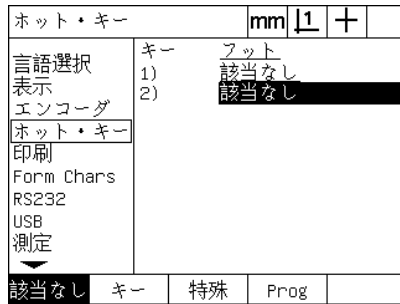 ホット・キー mm 1
言語選択
表示
エンコーダ
ホット・キー
印刷
Form Chars
RS232
USB
測定
キー フット
1) 該当なし
2) 該当なし
該当なし キー 特殊 Prog